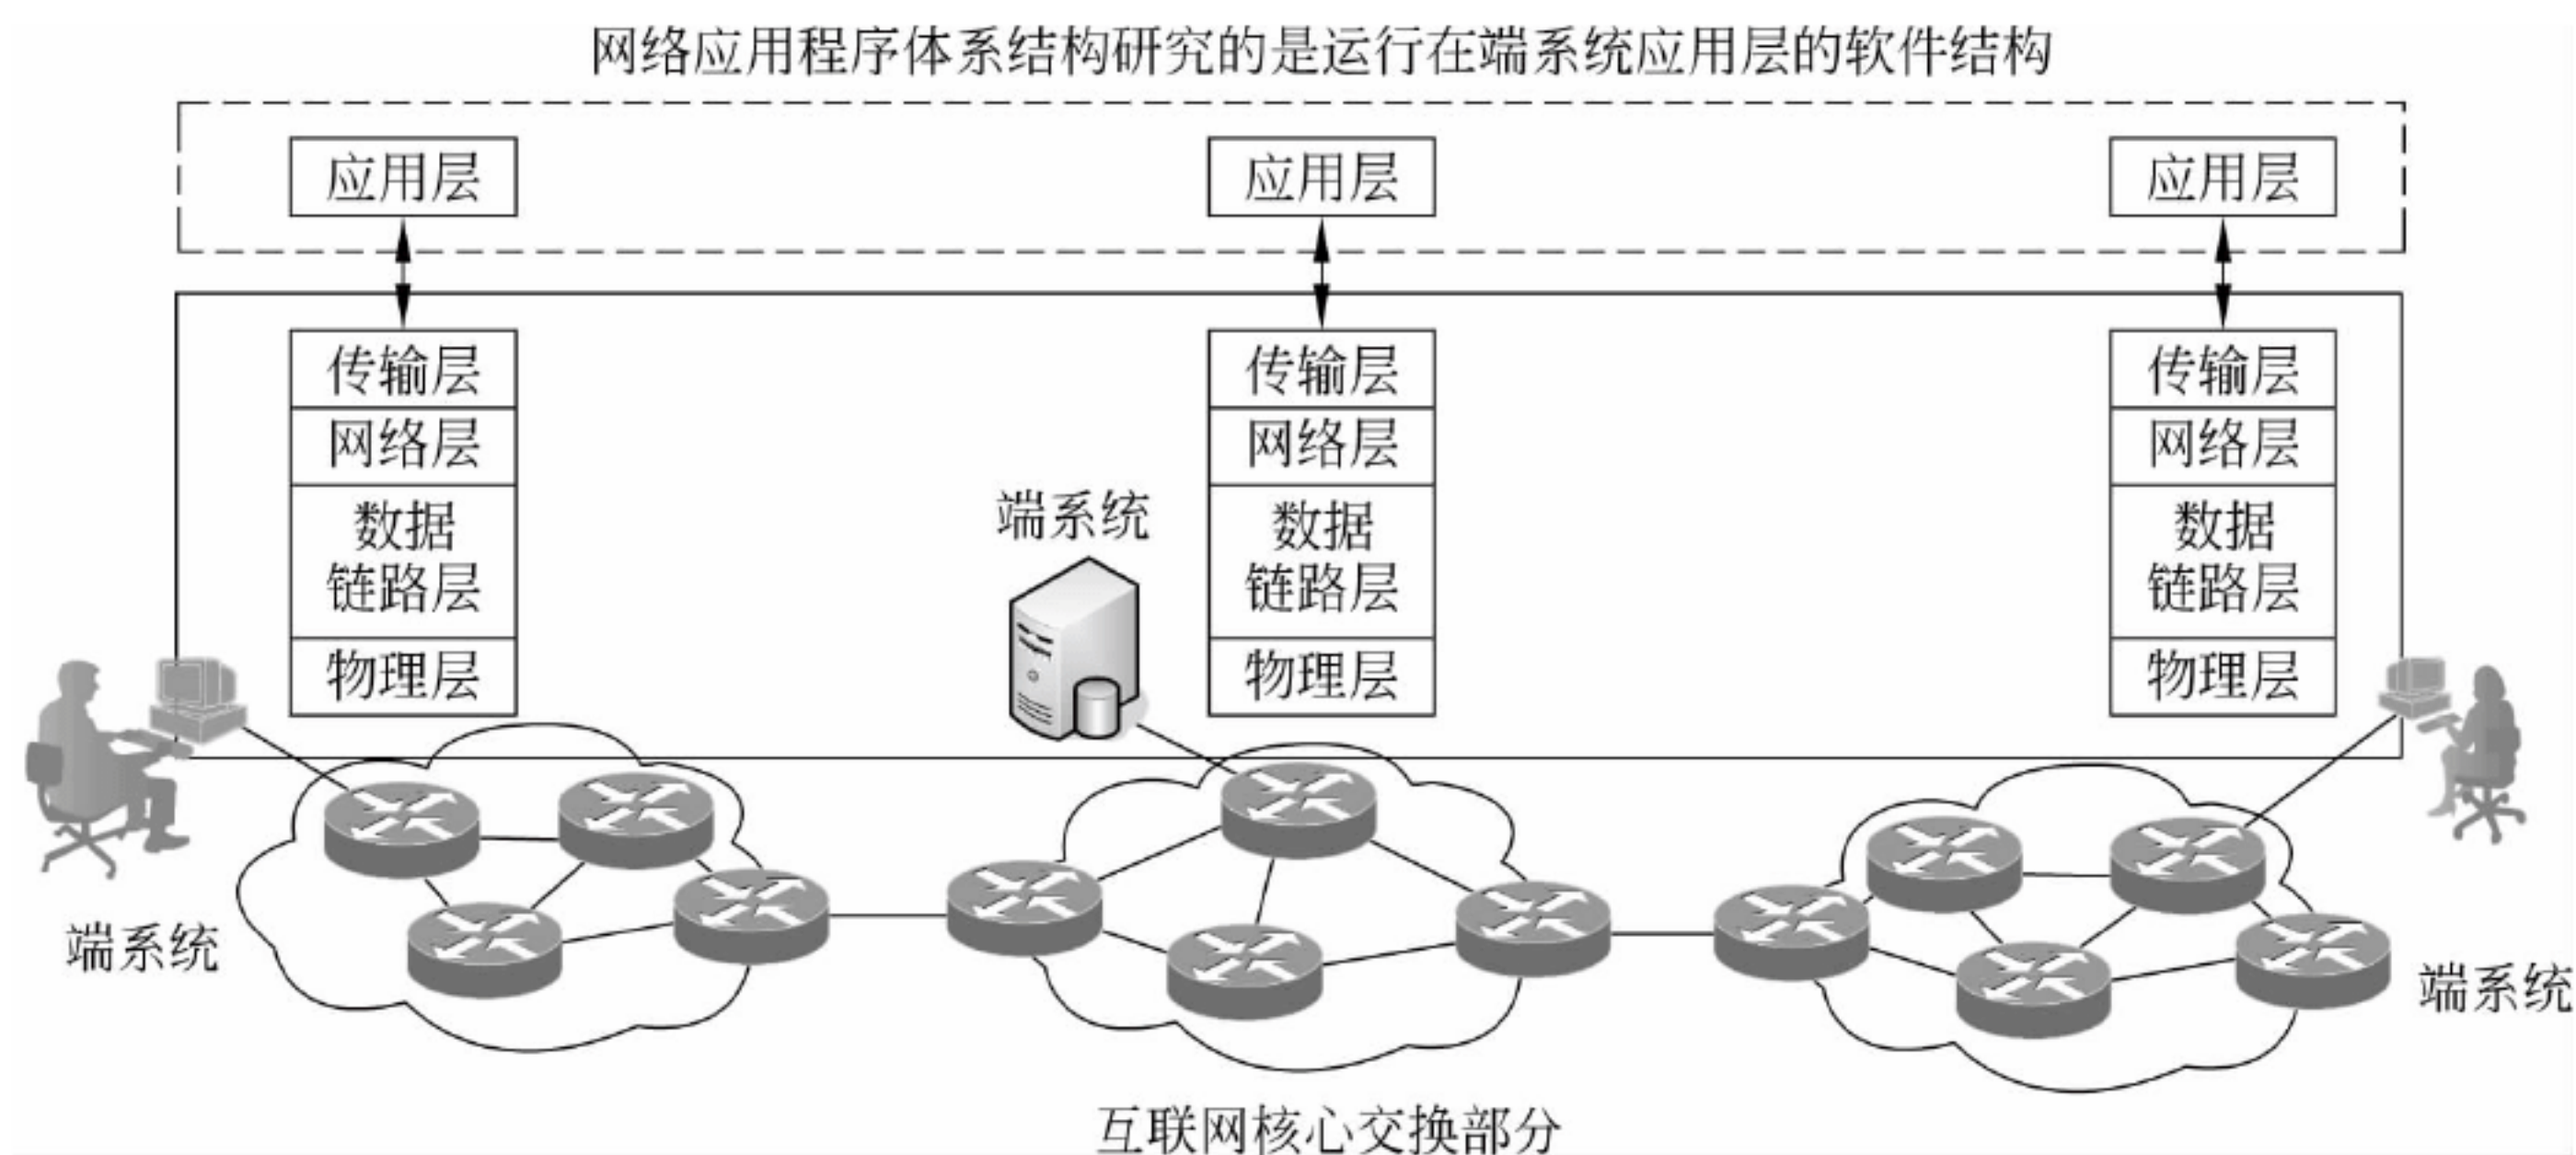 网络应用程序体系结构研究的是运行在端系统应用层的软件结构
应用层
应用层
应用层
传输层
网络层
数据
链路层
物理层
端系统
传输层
网络层
数据
链路层
物理层
传输层
网络层
数据
链路层
物理层
端系统
端系统
互联网核心交换部分